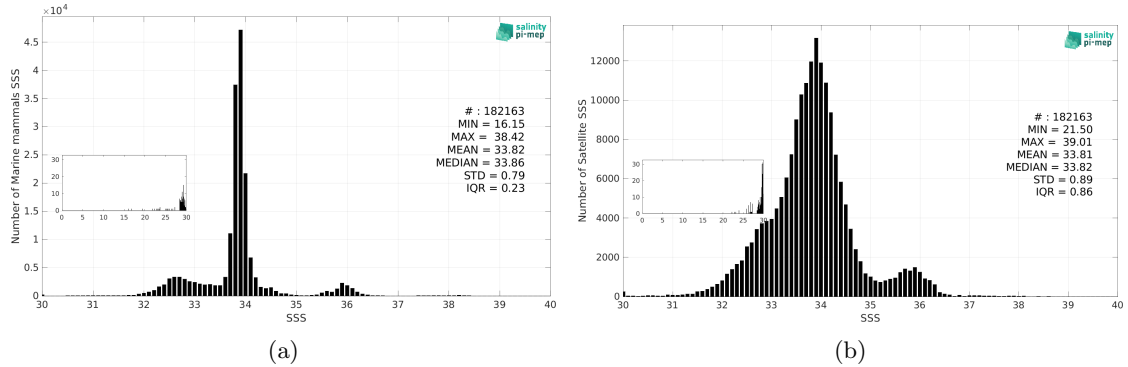 ×10⁴
4.5
4
3.5
3
2.5
2
1.5
1
0.5
0
Number of Marine mammals SSS
salinity
pi-mep
# : 182163
MIN = 16.15
MAX = 38.42
MEAN = 33.82
MEDIAN = 33.86
STD = 0.79
IQR = 0.23
30
20
10
0
0 5 10 15 20 25 30
30 31 32 33 34 35 36 37 38 39 40
SSS
(a)
12000
10000
8000
6000
4000
2000
0
Number of Satellite SSS
salinity
pi-mep
# : 182163
MIN = 21.50
MAX = 39.01
MEAN = 33.81
MEDIAN = 33.82
STD = 0.89
IQR = 0.86
30
20
10
0
0 5 10 15 20 25 30
30 31 32 33 34 35 36 37 38 39 40
SSS
(b)